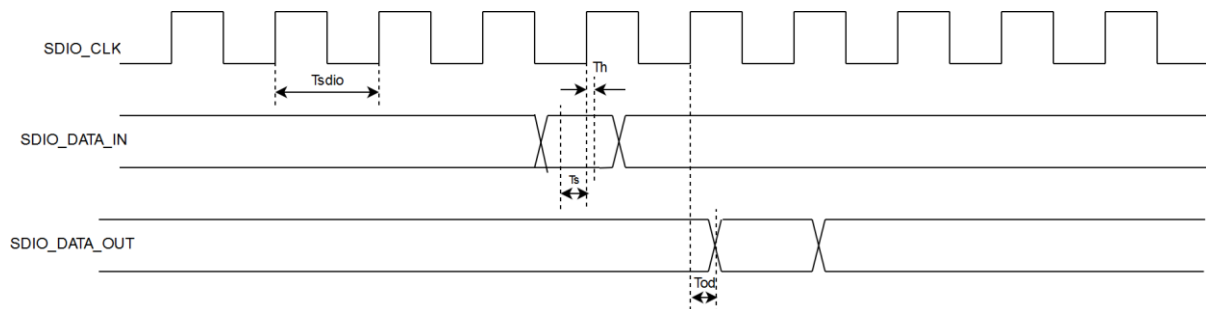 SDIO_CLK
Th
Tsdio
SDIO_DATA_IN
Ts
SDIO_DATA_OUT
Tod